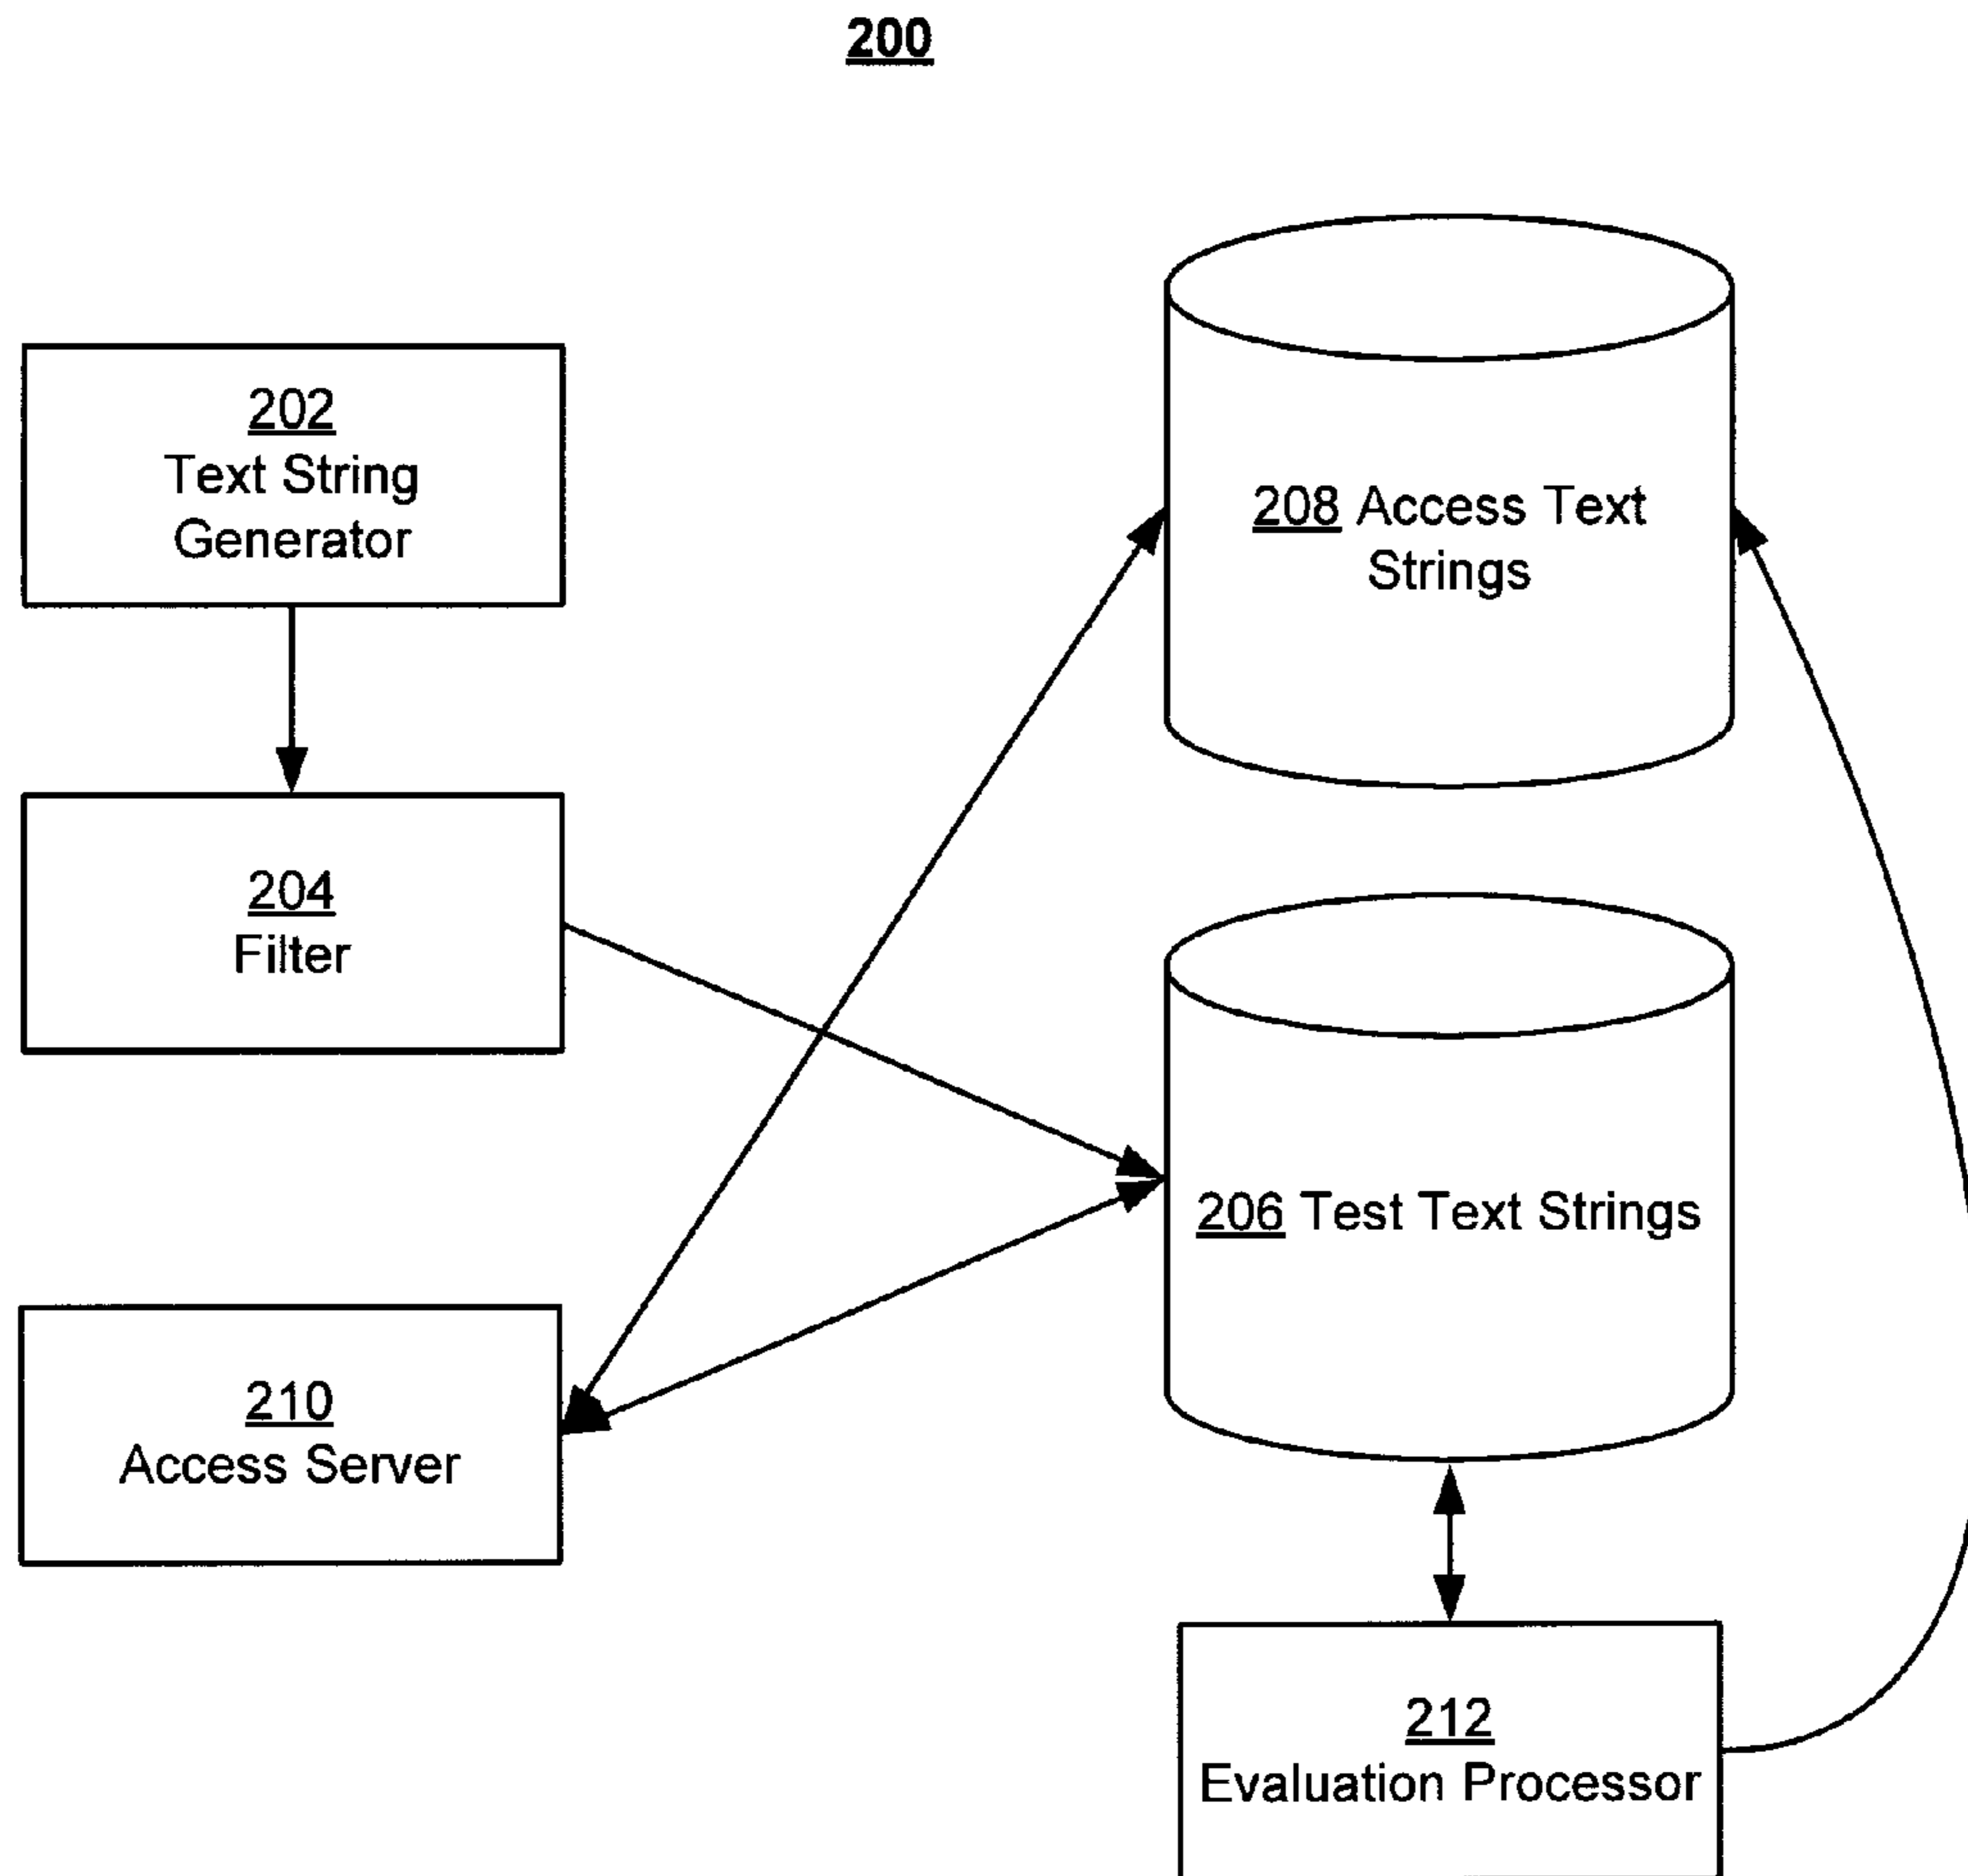 200
202
Text String
Generator
208 Access Text
Strings
204
Filter
206 Test Text Strings
210
Access Server
212
Evaluation Processor